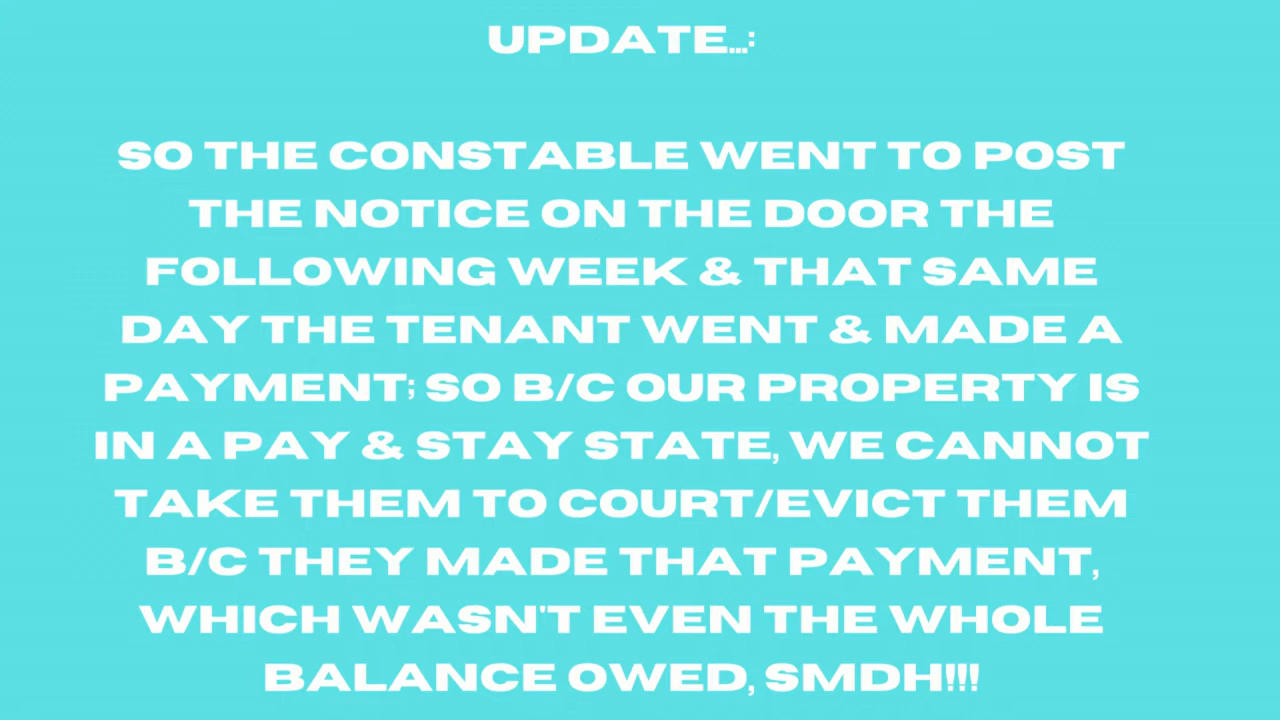 UPDATE...:
SO THE CONSTABLE WENT TO POST
THE NOTICE ON THE DOOR THE
FOLLOWING WEEK & THAT SAME
DAY THE TENANT WENT & MADE A
PAYMENT; SO B/C OUR PROPERTY IS
IN A PAY & STAY STATE, WE CANNOT
TAKE THEM TO COURT/EVICT THEM
B/C THEY MADE THAT PAYMENT,
WHICH WASN'T EVEN THE WHOLE
BALANCE OWED, SMDH!!!